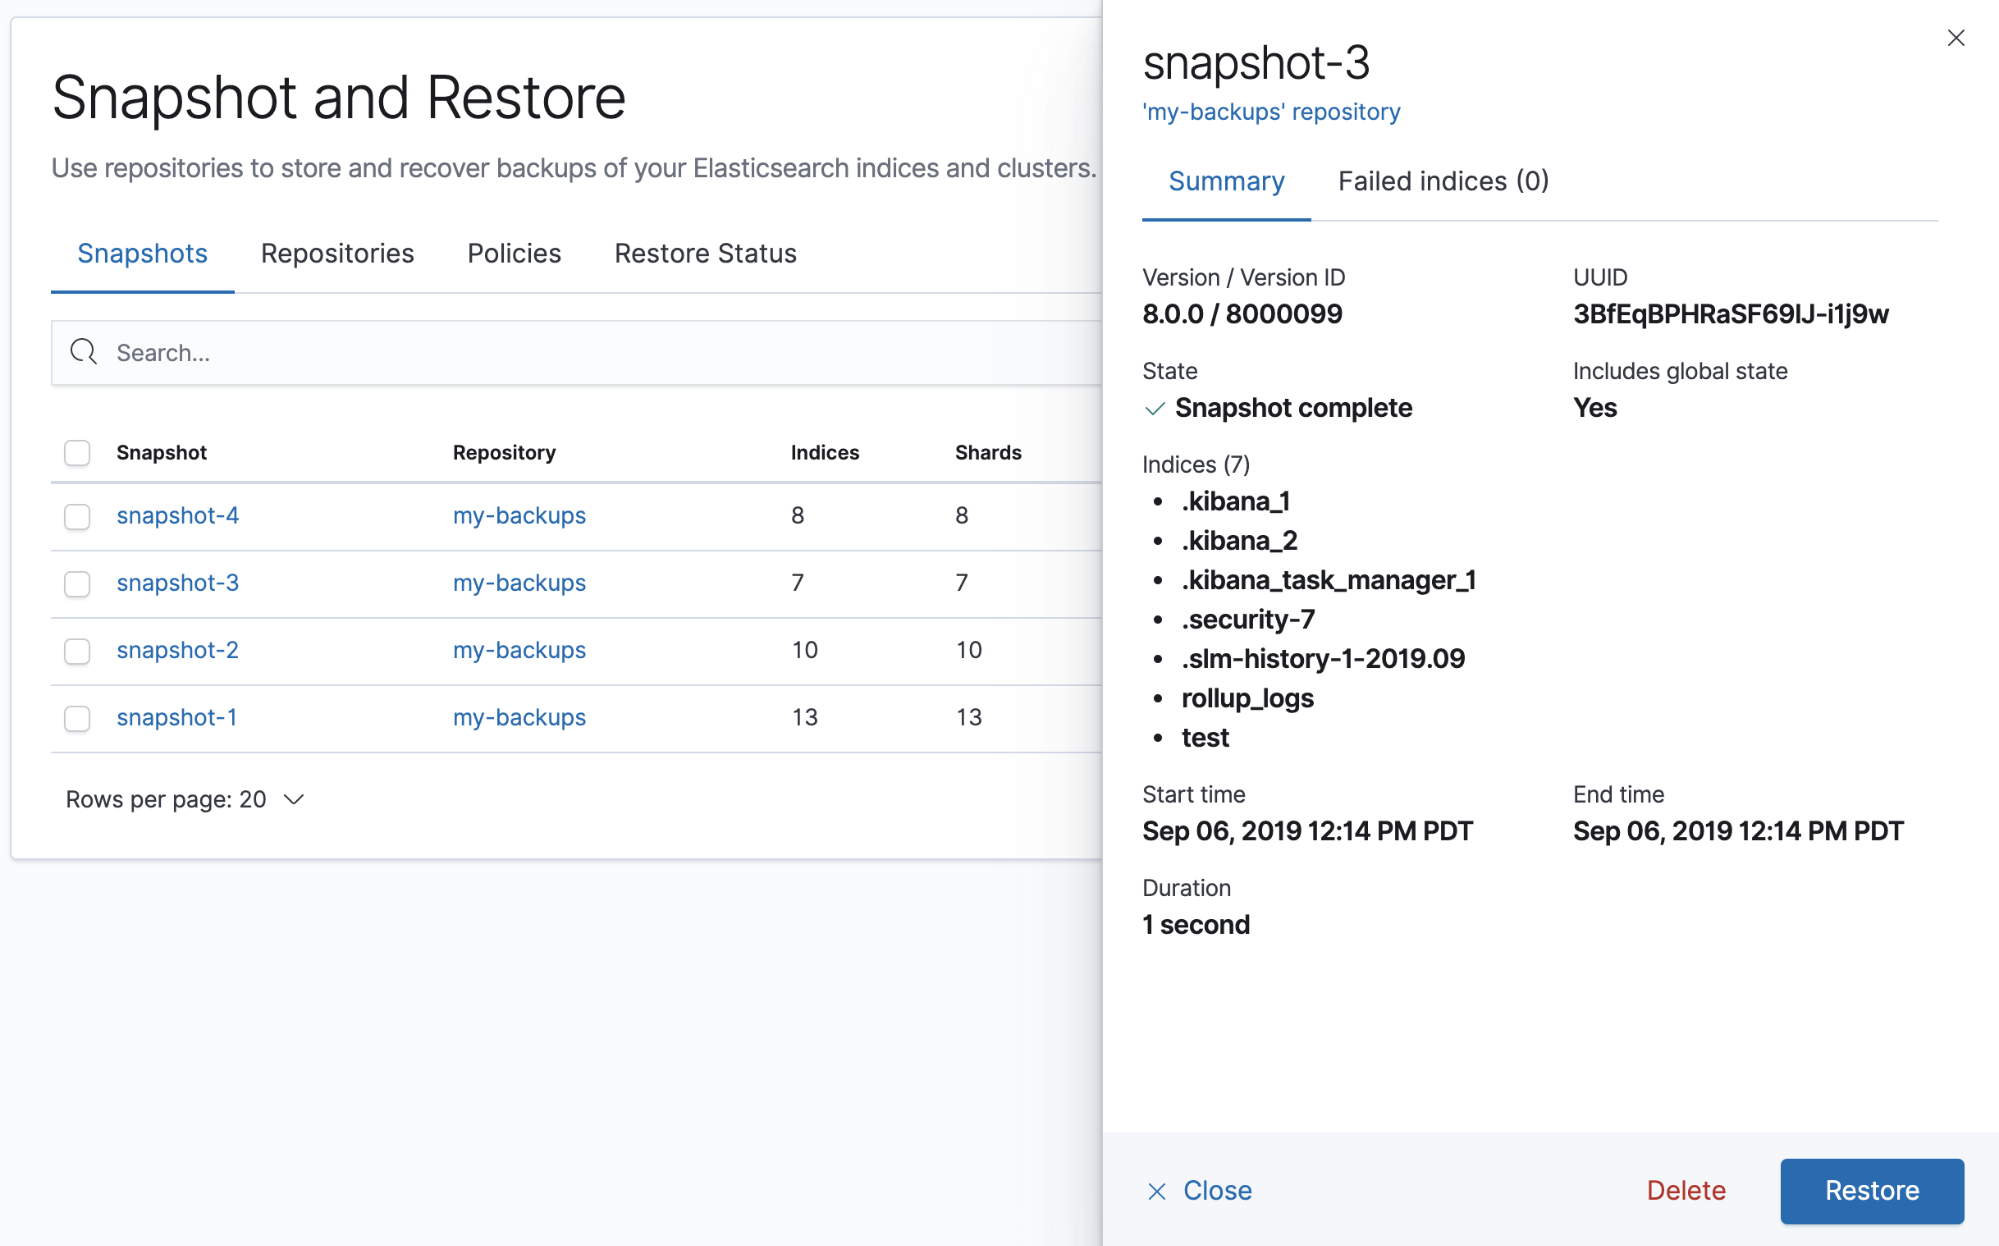 Snapshot and Restore
Use repositories to store and recover backups of your Elasticsearch indices and clusters.
Snapshots Repositories Policies Restore Status
Search...
Snapshot Repository Indices Shards
snapshot-4 my-backups 8 8
snapshot-3 my-backups 7 7
snapshot-2 my-backups 10 10
snapshot-1 my-backups 13 13
Rows per page: 20
snapshot-3
'my-backups' repository
Summary Failed indices (0)
Version / Version ID UUID
8.0.0 / 8000099 3BfEqBPHRaSF69IJ-i1j9w
State Includes global state
Snapshot complete Yes
Indices (7)
• .kibana_1
• .kibana_2
• .kibana_task_manager_1
• .security-7
• .slm-history-1-2019.09
• rollup_logs
• test
Start time End time
Sep 06, 2019 12:14 PM PDT Sep 06, 2019 12:14 PM PDT
Duration
1 second
Close Delete Restore